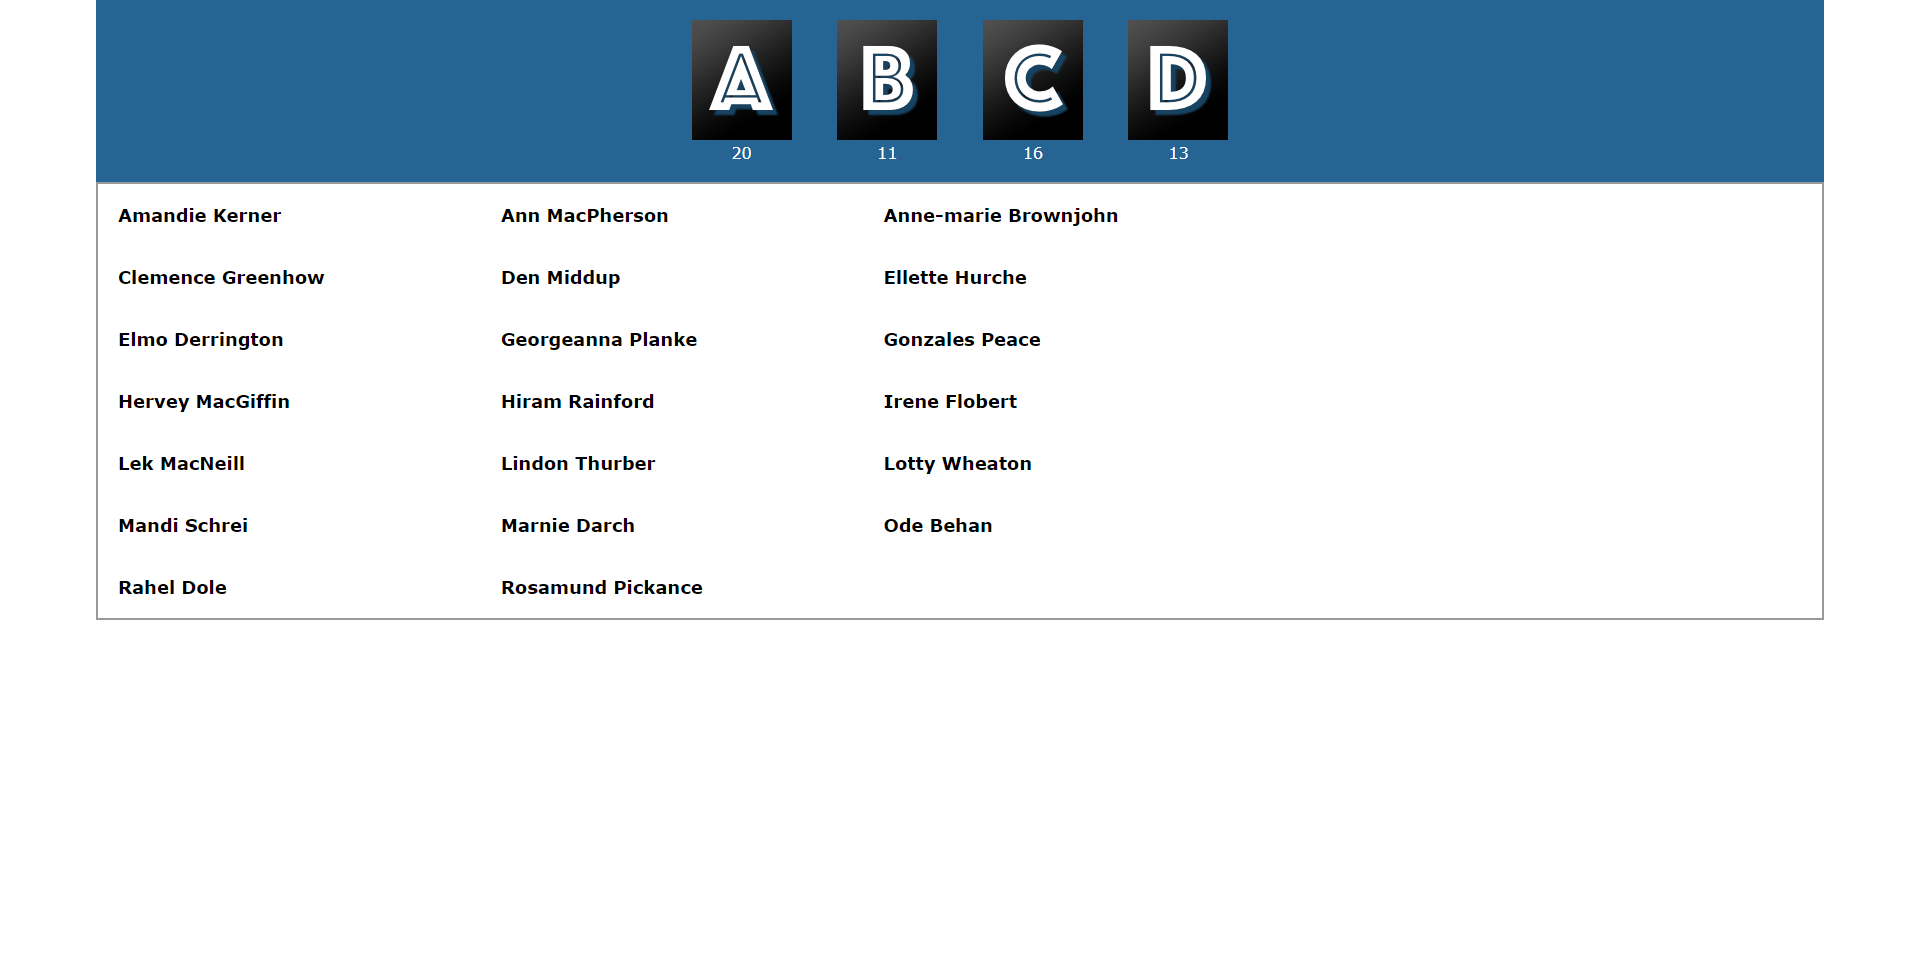 A B C D
20 11 16 13
Amandie Kerner Ann MacPherson Anne-marie Brownjohn
Clemence Greenhow Den Middup Ellette Hurche
Elmo Derrington Georgeanna Planke Gonzales Peace
Hervey MacGiffin Hiram Rainford Irene Flobert
Lek MacNeill Lindon Thurber Lotty Wheaton
Mandi Schrei Marnie Darch Ode Behan
Rahel Dole Rosamund Pickance